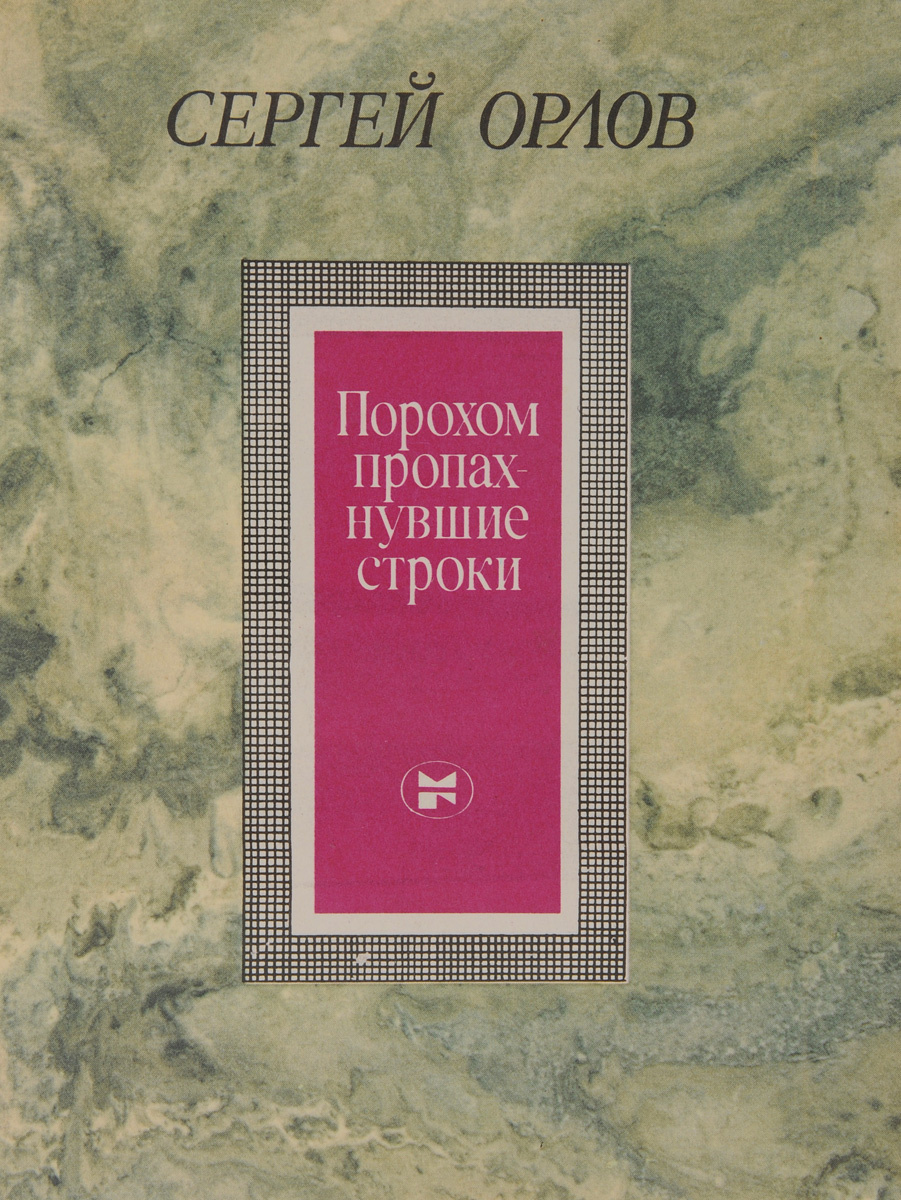 СЕРГЕЙ ОРЛОВ
Порохом
пропах-
нувшие
строки